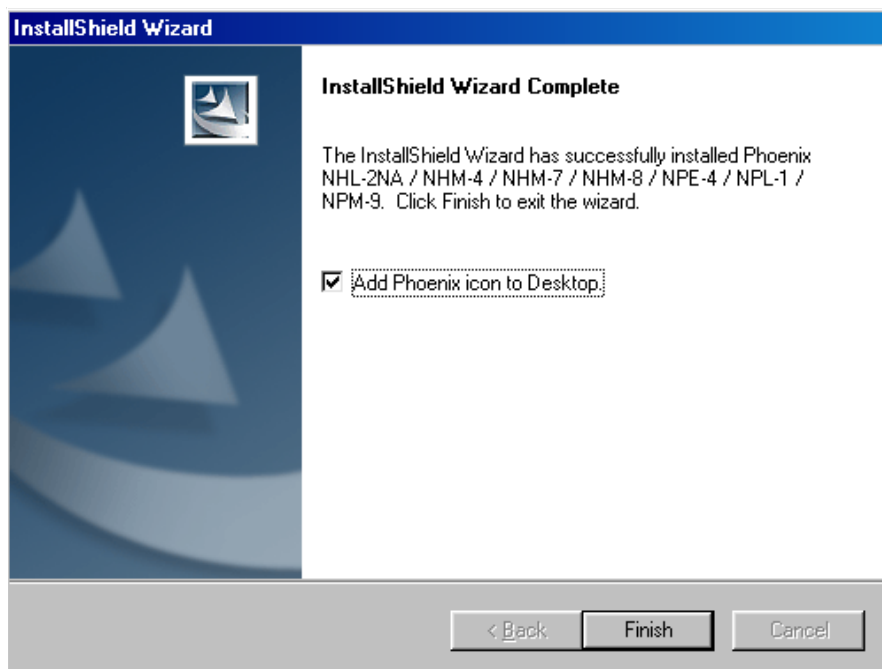 InstallShield Wizard
InstallShield Wizard Complete
The InstallShield Wizard has successfully installed Phoenix
NHL-2NA / NHM-4 / NHM-7 / NHM-8 / NPE-4 / NPL-1 /
NPM-9. Click Finish to exit the wizard.
Add Phoenix icon to Desktop.
< Back Finish Cancel